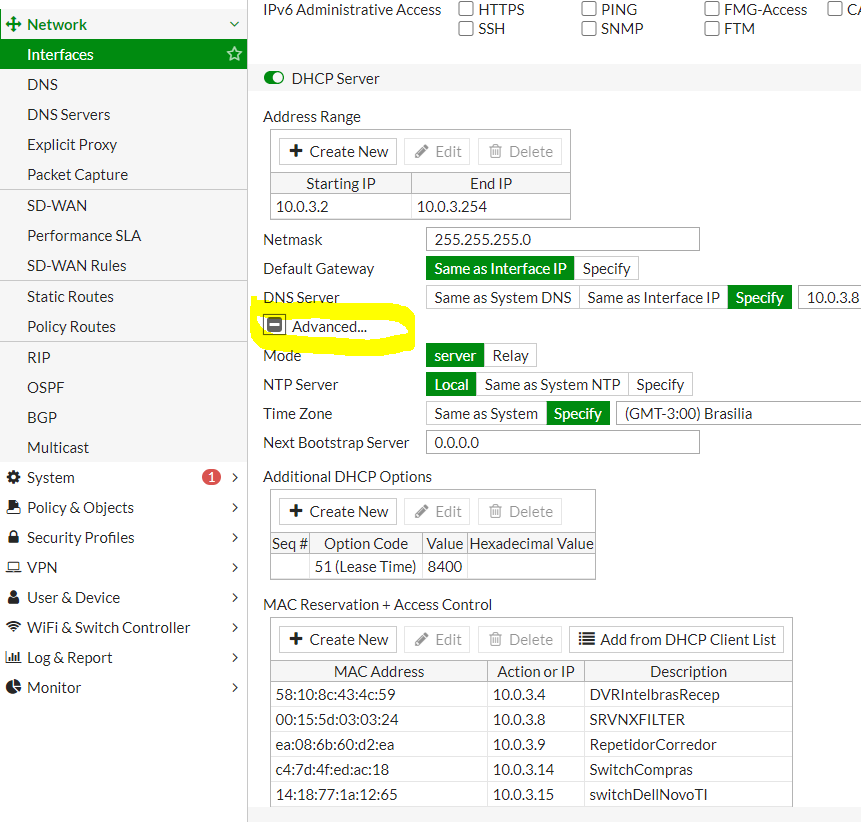 Network
Interfaces
DNS
DNS Servers
Explicit Proxy
Packet Capture
SD-WAN
Performance SLA
SD-WAN Rules
Static Routes
Policy Routes
RIP
OSPF
BGP
Multicast
System 1
Policy & Objects
Security Profiles
VPN
User & Device
WiFi & Switch Controller
Log & Report
Monitor
IPv6 Administrative Access HTTPS PING FMG-Access CA
SSH SNMP FTM
DHCP Server
Address Range
Create New Edit Delete
Starting IP End IP
10.0.3.2 10.0.3.254
Netmask 255.255.255.0
Default Gateway Same as Interface IP Specify
DNS Server Same as System DNS Same as Interface IP Specify 10.0.3.8
Advanced...
Mode server Relay
NTP Server Local Same as System NTP Specify
Time Zone Same as System Specify (GMT-3:00) Brasilia
Next Bootstrap Server 0.0.0.0
Additional DHCP Options
Create New Edit Delete
Seq # Option Code Value Hexadecimal Value
51 (Lease Time) 8400
MAC Reservation + Access Control
Create New Edit Delete Add from DHCP Client List
MAC Address Action or IP Description
58:10:8c:43:4c:59 10.0.3.4 DVRIntelbrasRecep
00:15:5d:03:03:24 10.0.3.8 SRVNXFILTER
ea:08:6b:60:d2:ea 10.0.3.9 RepetidorCorredor
c4:7d:4f:ed:ac:18 10.0.3.14 SwitchCompras
14:18:77:1a:12:65 10.0.3.15 switchDellNovoTI